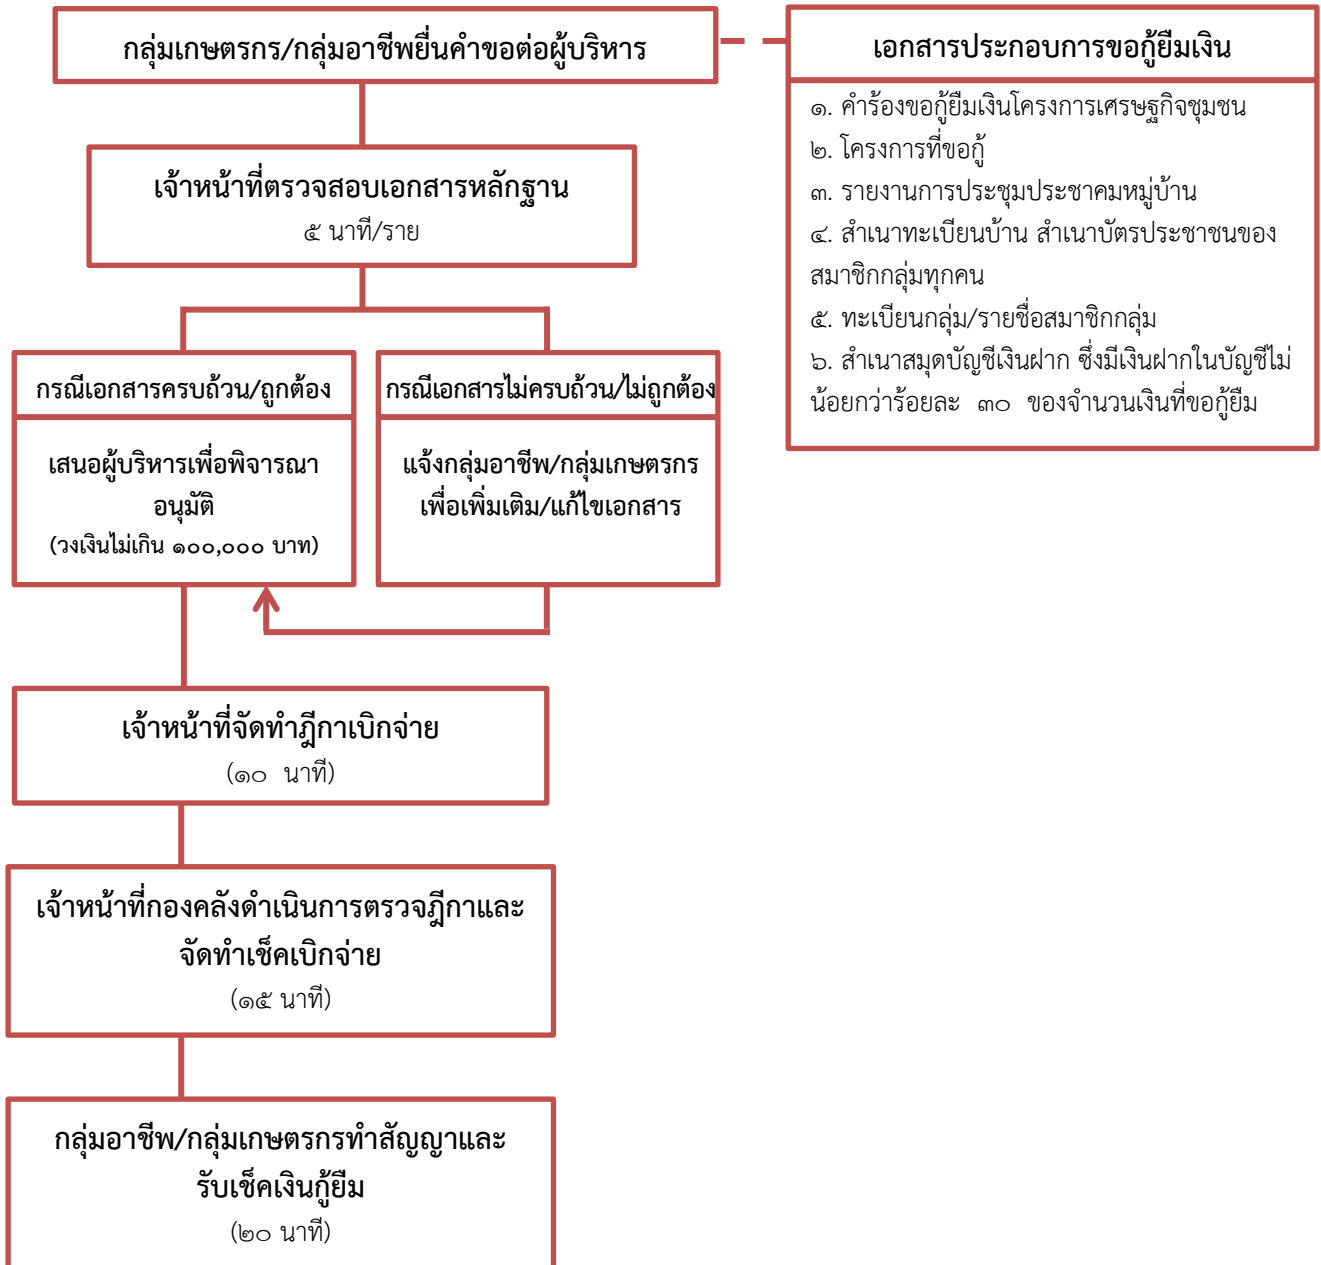 กลุ่มเกษตรกร/กลุ่มอาชีพยื่นคำขอต่อผู้บริหาร
เอกสารประกอบการขอกู้ยืมเงิน
๑. คำร้องขอกู้ยืมเงินโครงการเศรษฐกิจชุมชน
๒. โครงการที่ขอกู้
๓. รายงานการประชุมประชาคมหมู่บ้าน
๔. สำเนาทะเบียนบ้าน สำเนาบัตรประชาชนของ
สมาชิกกลุ่มทุกคน
๕. ทะเบียนกลุ่ม/รายชื่อสมาชิกกลุ่ม
๖. สำเนาสมุดบัญชีเงินฝาก ซึ่งมีเงินฝากในบัญชีไม่
น้อยกว่าร้อยละ ๓๐ ของจำนวนเงินที่ขอกู้ยืม
เจ้าหน้าที่ตรวจสอบเอกสารหลักฐาน
๕ นาที/ราย
กรณีเอกสารครบถ้วน/ถูกต้อง
เสนอผู้บริหารเพื่อพิจารณา
อนุมัติ
(วงเงินไม่เกิน ๑๐๐,๐๐๐ บาท)
กรณีเอกสารไม่ครบถ้วน/ไม่ถูกต้อง
แจ้งกลุ่มอาชีพ/กลุ่มเกษตรกร
เพื่อเพิ่มเติม/แก้ไขเอกสาร
เจ้าหน้าที่จัดทำฎีกาเบิกจ่าย
(๑๐ นาที)
เจ้าหน้าที่กองคลังดำเนินการตรวจฎีกาและ
จัดทำเช็คเบิกจ่าย
(๑๕ นาที)
กลุ่มอาชีพ/กลุ่มเกษตรกรทำสัญญาและ
รับเช็คเงินกู้ยืม
(๒๐ นาที)